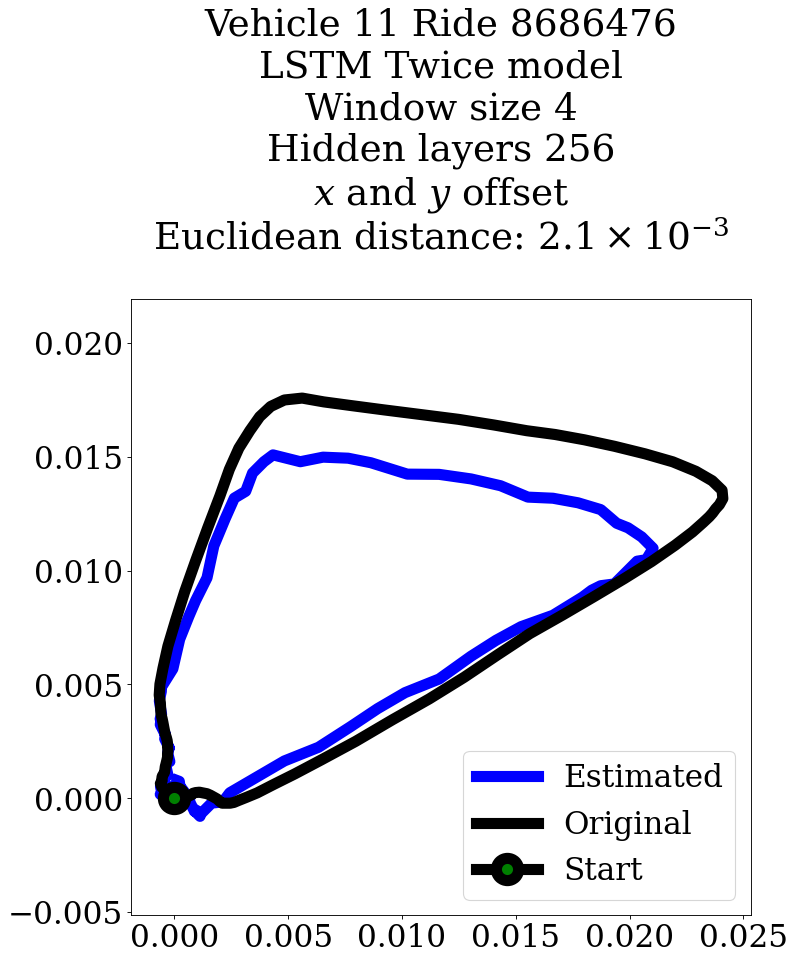 Vehicle 11 Ride 8686476
LSTM Twice model
Window size 4
Hidden layers 256
x and y offset
Euclidean distance: 2.1 × 10⁻³
0.020
0.015
0.010
0.005
0.000
−0.005
Estimated
Original
Start
0.000 0.005 0.010 0.015 0.020 0.025